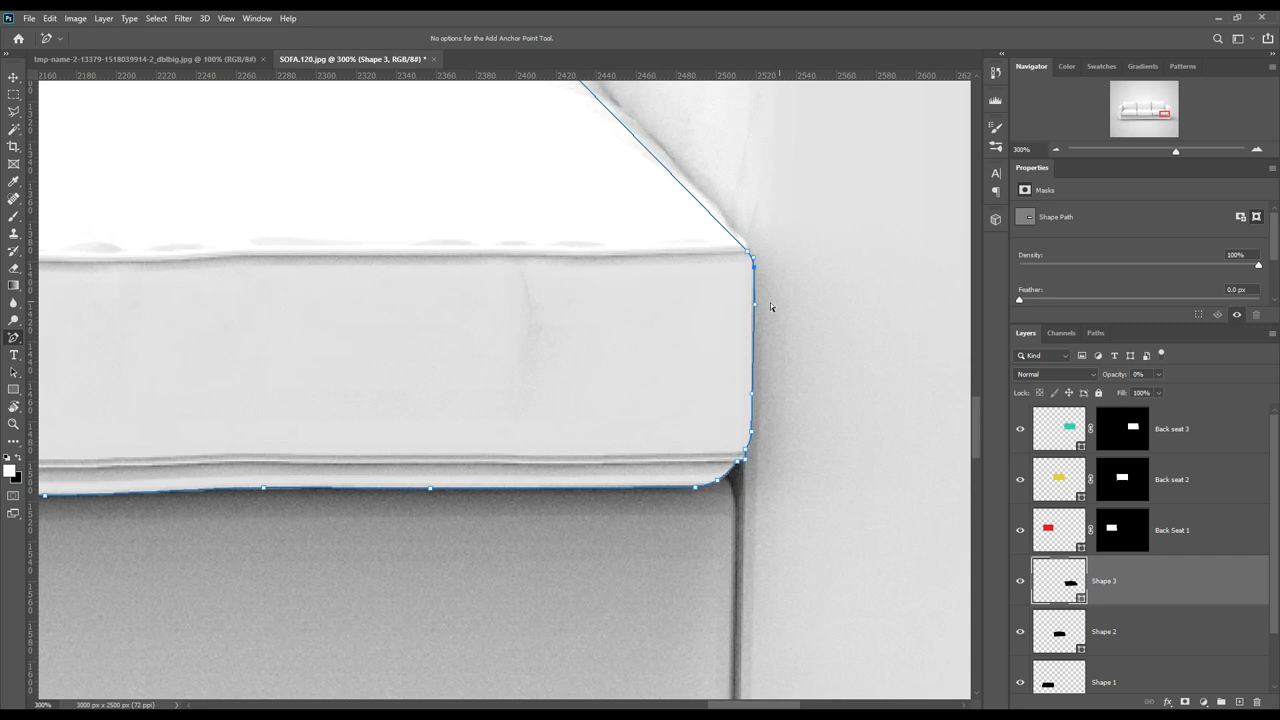 Ps File Edit Image Layer Type Select Filter 3D View Window Help
No options for the Add Anchor Point Tool.
tmp-name-2-13379-1518039914-2_dblbig.jpg @ 100% (RGB/8#) × SOFA.120.jpg @ 300% (Shape 3, RGB/8#) * ×
2160 2180 2200 2220 2240 2260 2280 2300 2320 2340 2360 2380 2400 2420 2440 2460 2480 2500 2520 2540 2560 2580 2600 262
Navigator Color Swatches Gradients Patterns
300%
Properties
Masks
Shape Path
Density: 100%
Feather: 0.0 px
Layers Channels Paths
Kind
Normal Opacity: 0%
Lock: Fill: 100%
Back seat 3
Back seat 2
Back Seat 1
Shape 3
Shape 2
Shape 1
300% 3000 px x 2500 px (72 ppi)